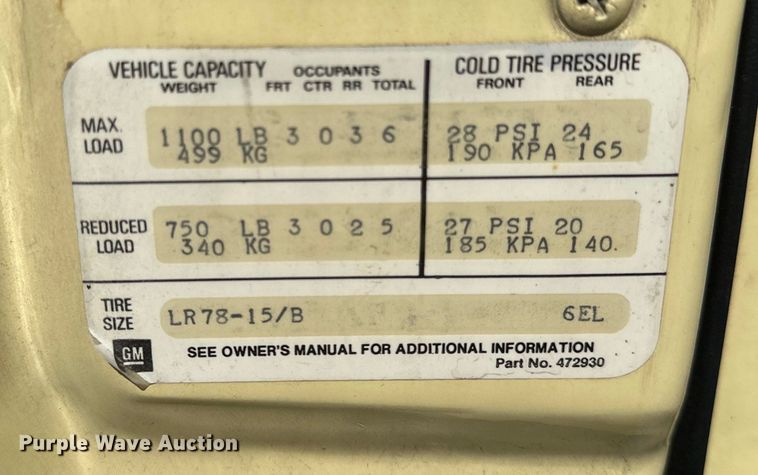 VEHICLE CAPACITY OCCUPANTS COLD TIRE PRESSURE
WEIGHT FRT CTR RR TOTAL FRONT REAR
MAX. LOAD 1100 LB 3 0 3 6 28 PSI 24
499 KG 190 KPA 165
REDUCED LOAD 750 LB 3 0 2 5 27 PSI 20
340 KG 185 KPA 140
TIRE SIZE LR78-15/B 6EL
GM SEE OWNER'S MANUAL FOR ADDITIONAL INFORMATION
Part No. 472930
Purple Wave Auction